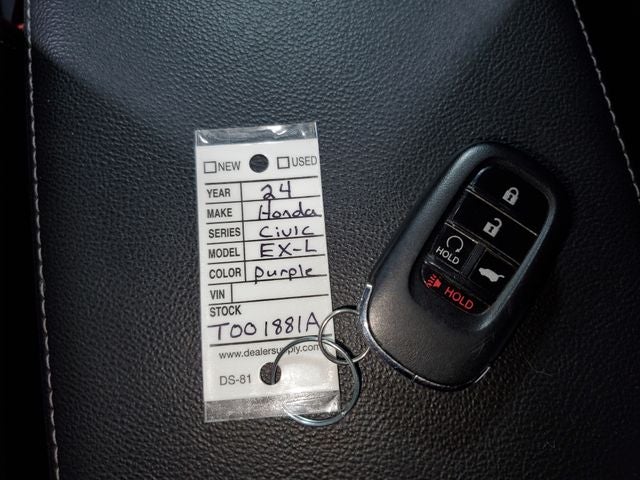 NEW USED
YEAR 24
MAKE Honda
SERIES Civic
MODEL EX-L
COLOR Purple
VIN
STOCK
T001881A
www.dealersupply.com
DS-81
HOLD
HOLD